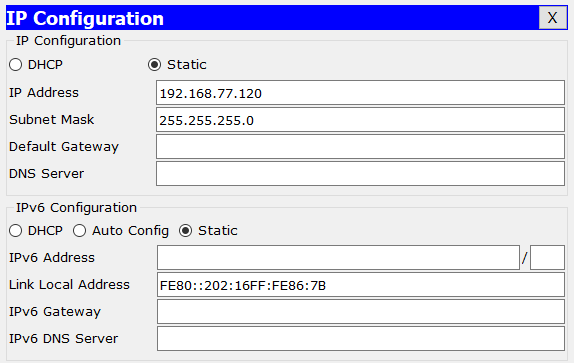 IP Configuration X
IP Configuration
DHCP Static
IP Address 192.168.77.120
Subnet Mask 255.255.255.0
Default Gateway
DNS Server
IPv6 Configuration
DHCP Auto Config Static
IPv6 Address /
Link Local Address FE80::202:16FF:FE86:7B
IPv6 Gateway
IPv6 DNS Server